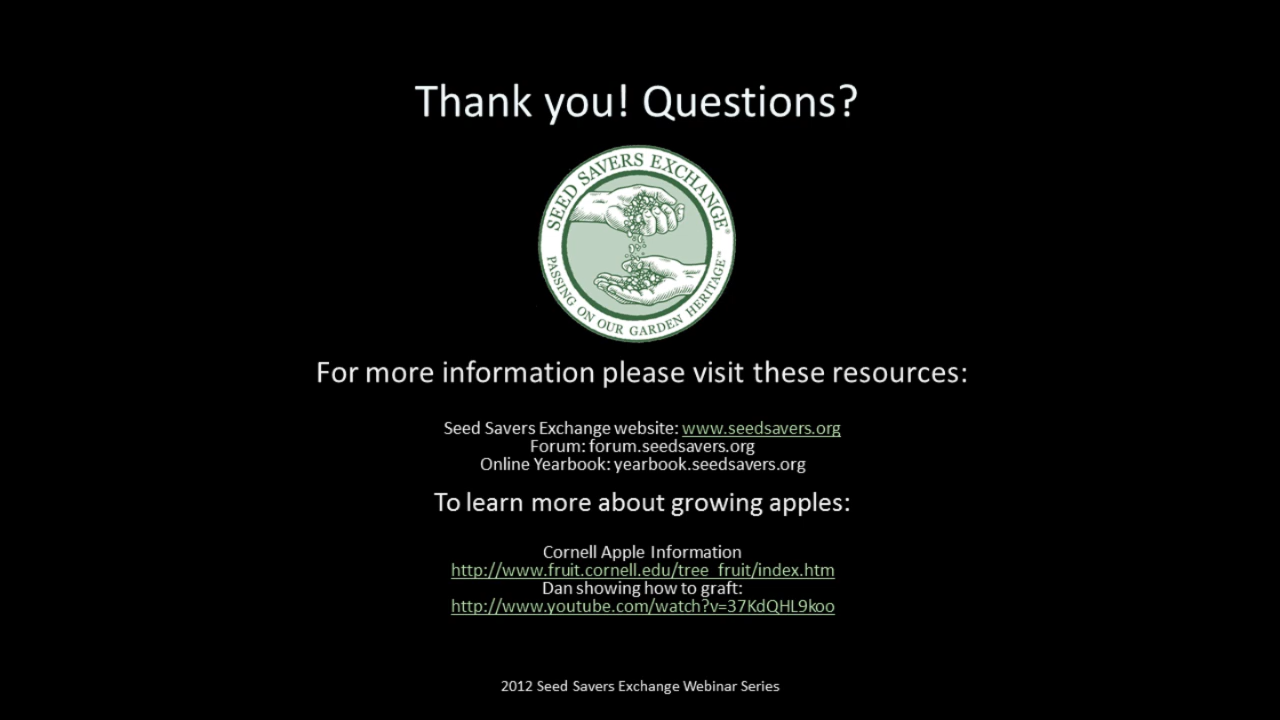 Thank you! Questions?
SEED SAVERS EXCHANGE®
PASSING ON OUR GARDEN HERITAGE™
For more information please visit these resources:
Seed Savers Exchange website: www.seedsavers.org
Forum: forum.seedsavers.org
Online Yearbook: yearbook.seedsavers.org
To learn more about growing apples:
Cornell Apple Information
http://www.fruit.cornell.edu/tree_fruit/index.htm
Dan showing how to graft:
http://www.youtube.com/watch?v=37KdQHL9koo
2012 Seed Savers Exchange Webinar Series